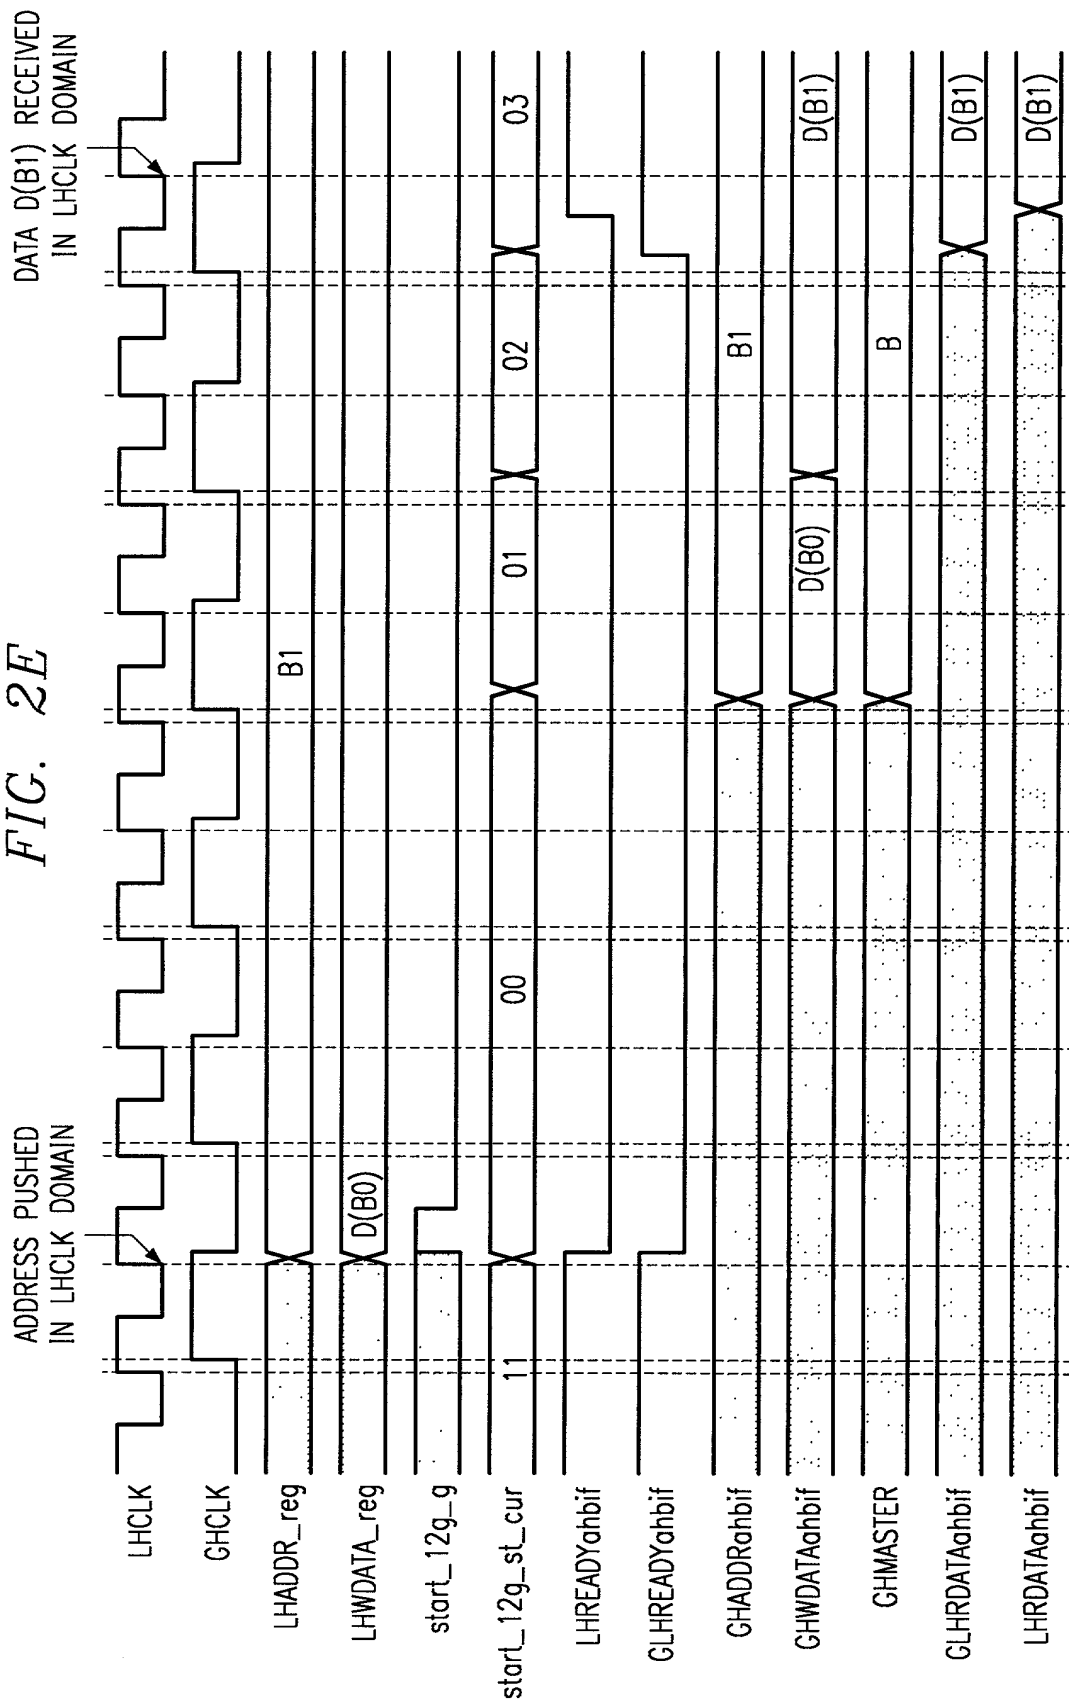 FIG. 2E
ADDRESS PUSHED
IN LHCLK DOMAIN
DATA D(B1) RECEIVED
IN LHCLK DOMAIN
LHCLK
GHCLK
LHADDR_reg
B1
LHWDATA_reg
D(B0)
start_12g_g
start_12g_st_cur
11
00
01
02
03
LHREADYahbif
GLHREADYahbif
GHADDRahbif
B1
GHWDATAahbif
D(B0)
D(B1)
GHMASTER
B
GLHRDATAahbif
D(B1)
LHRDATAahbif
D(B1)